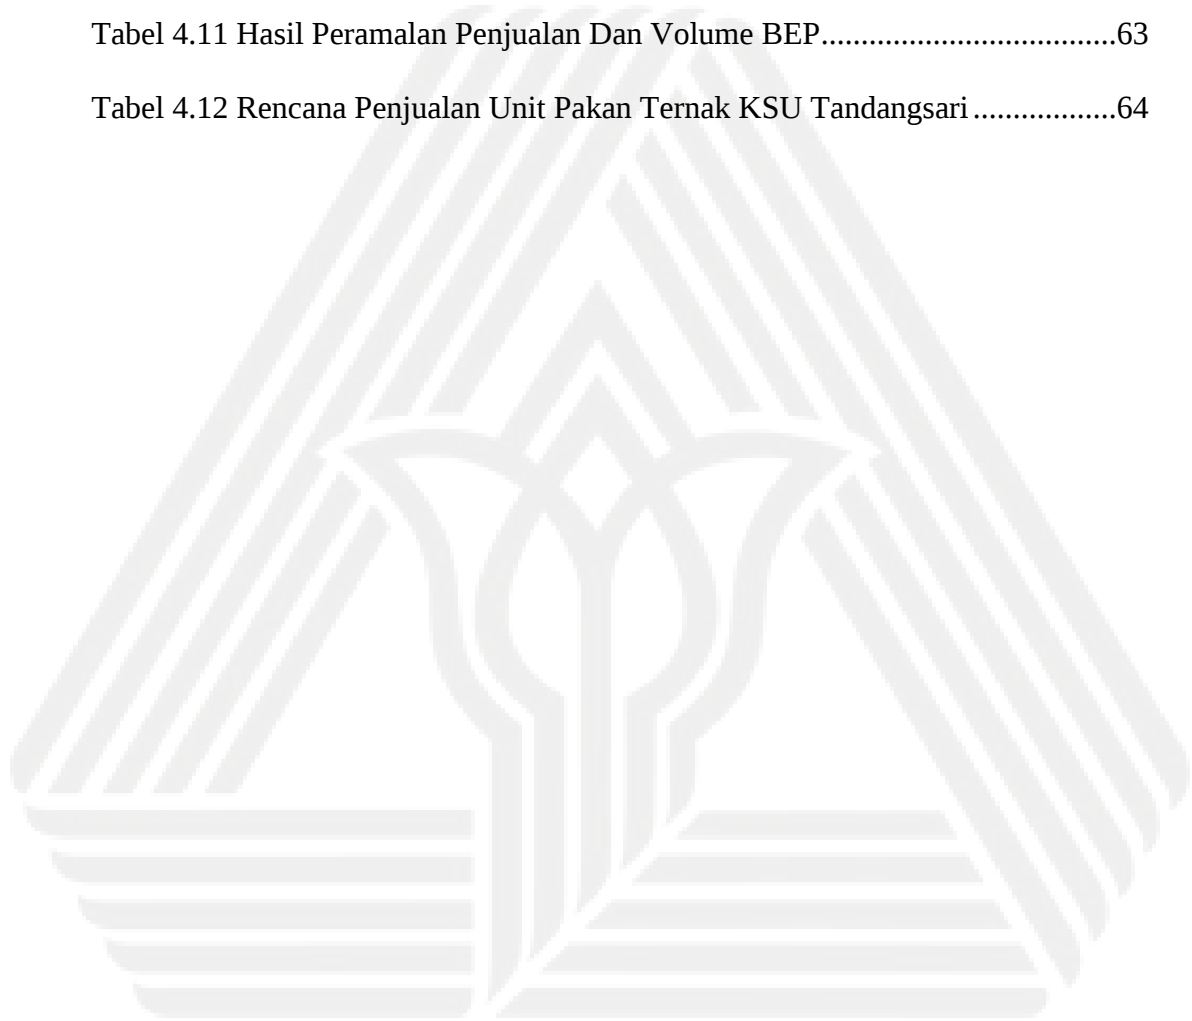 Tabel 4.11 Hasil Peramalan Penjualan Dan Volume BEP.....................................63
Tabel 4.12 Rencana Penjualan Unit Pakan Ternak KSU Tandangsari..................64